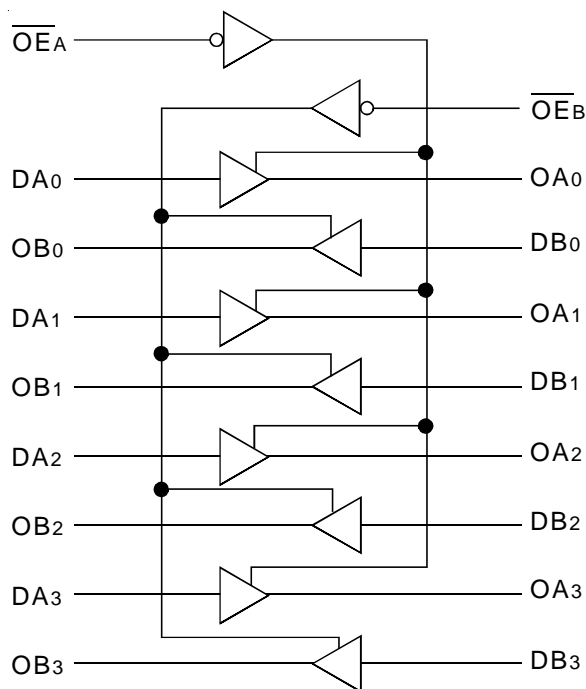 OEA
OEB
DA0 OA0
OB0 DB0
DA1 OA1
OB1 DB1
DA2 OA2
OB2 DB2
DA3 OA3
OB3 DB3